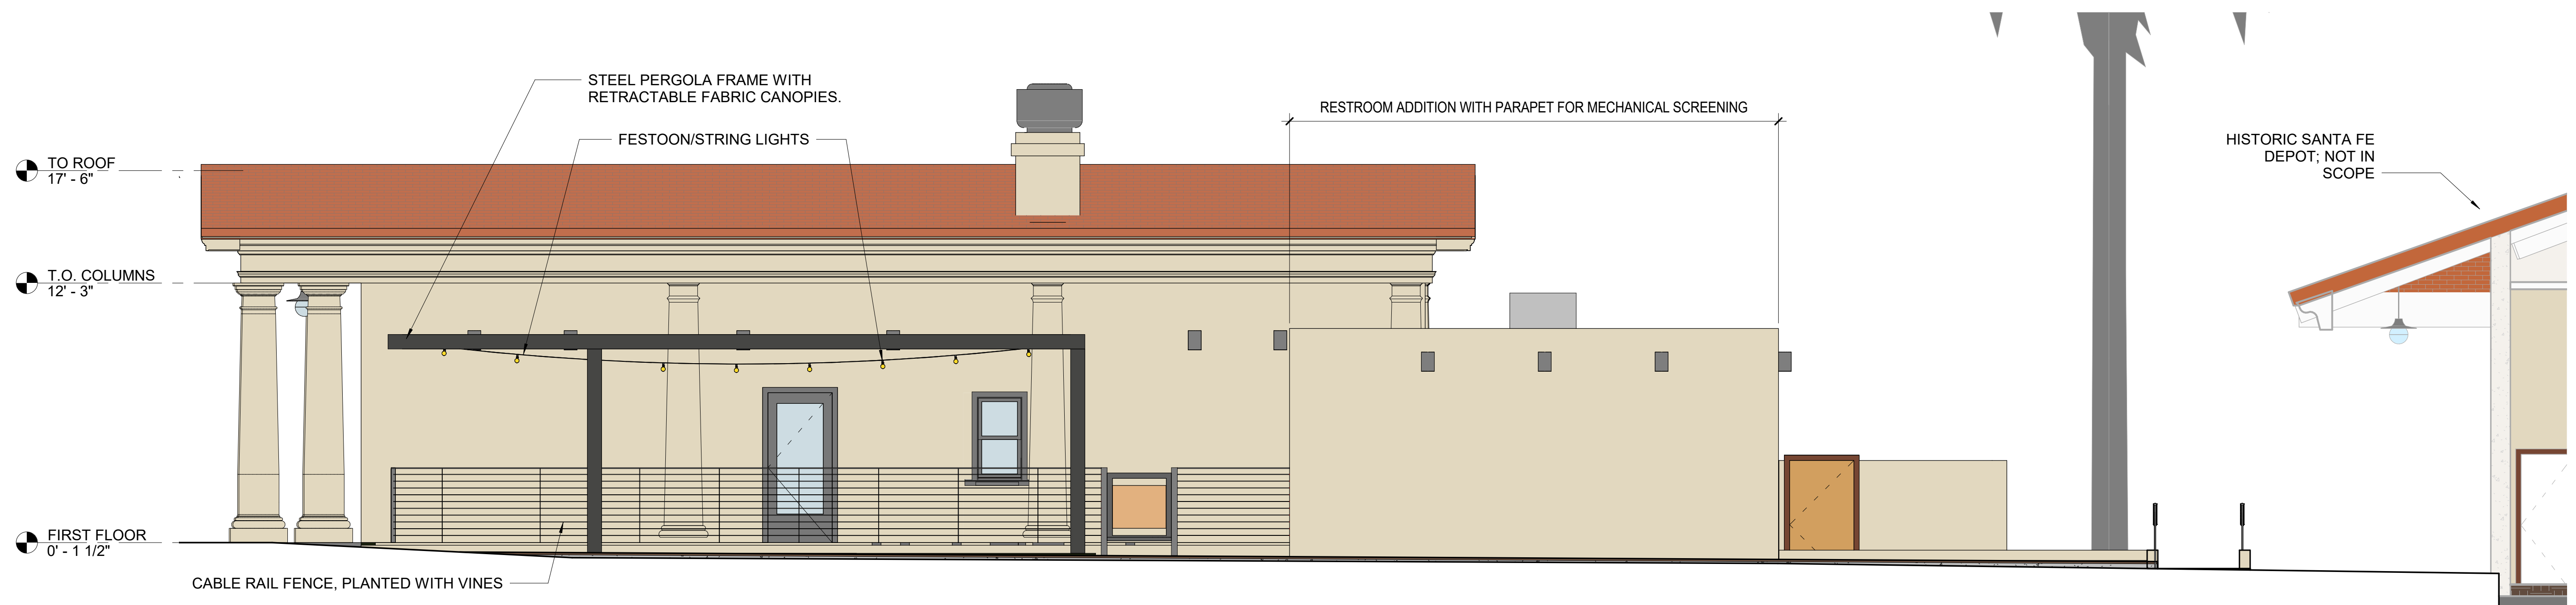 STEEL PERGOLA FRAME WITH
RETRACTABLE FABRIC CANOPIES.
RESTROOM ADDITION WITH PARAPET FOR MECHANICAL SCREENING
FESTOON/STRING LIGHTS
HISTORIC SANTA FE
DEPOT; NOT IN
SCOPE
TO ROOF
17' - 6"
T.O. COLUMNS
12' - 3"
FIRST FLOOR
0' - 1 1/2"
CABLE RAIL FENCE, PLANTED WITH VINES